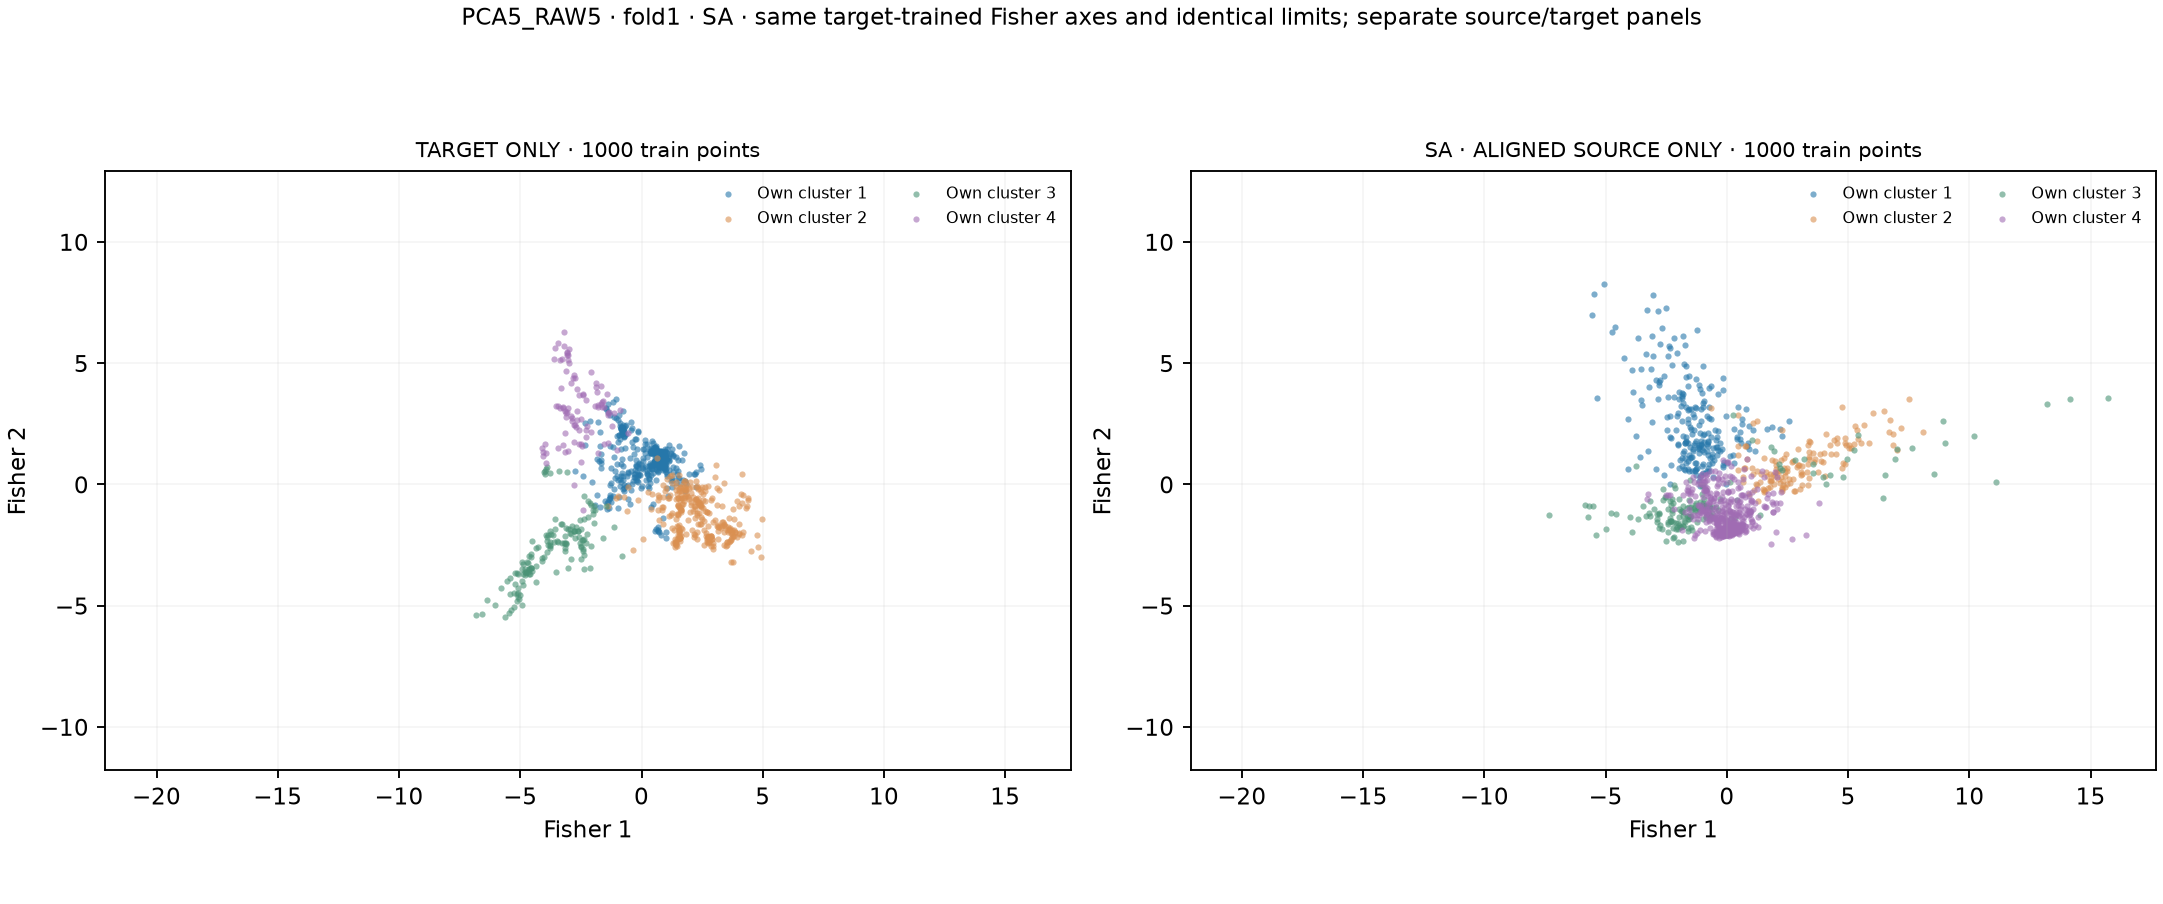 PCA5_RAW5 · fold1 · SA · same target-trained Fisher axes and identical limits; separate source/target panels
TARGET ONLY · 1000 train points
Own cluster 1
Own cluster 2
Own cluster 3
Own cluster 4
10
5
0
−5
−10
Fisher 2
−20 −15 −10 −5 0 5 10 15
Fisher 1
SA · ALIGNED SOURCE ONLY · 1000 train points
Own cluster 1
Own cluster 2
Own cluster 3
Own cluster 4
10
5
0
−5
−10
Fisher 2
−20 −15 −10 −5 0 5 10 15
Fisher 1